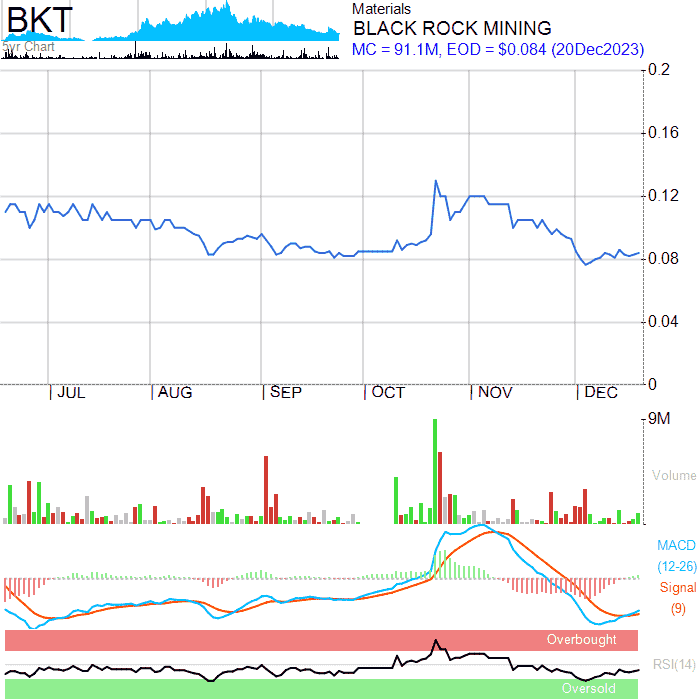 BKT
5yr Chart
Materials
BLACK ROCK MINING
MC = 91.1M, EOD = $0.084 (20Dec2023)
0.2
0.16
0.12
0.08
0.04
0
JUL AUG SEP OCT NOV DEC
9M
Volume
MACD
(12-26)
Signal
(9)
Overbought
RSI(14)
Oversold